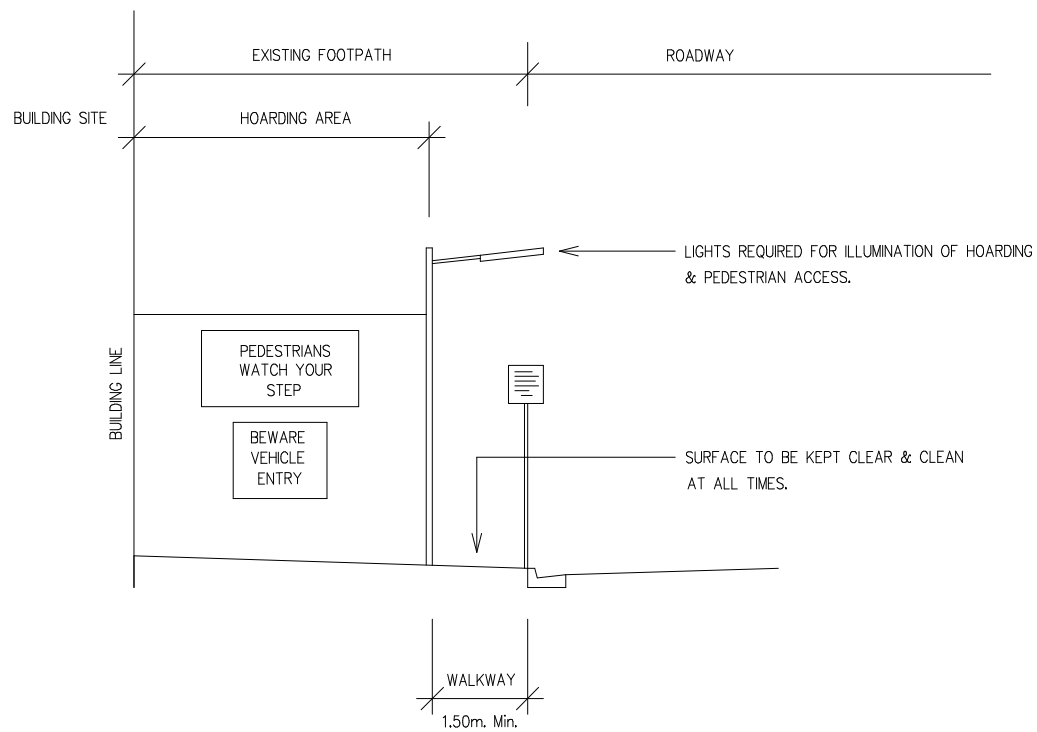 EXISTING FOOTPATH
ROADWAY
BUILDING SITE
HOARDING AREA
LIGHTS REQUIRED FOR ILLUMINATION OF HOARDING
& PEDESTRIAN ACCESS.
PEDESTRIANS
WATCH YOUR
STEP
BUILDING LINE
BEWARE
VEHICLE
ENTRY
SURFACE TO BE KEPT CLEAR & CLEAN
AT ALL TIMES.
WALKWAY
1.50m. Min.